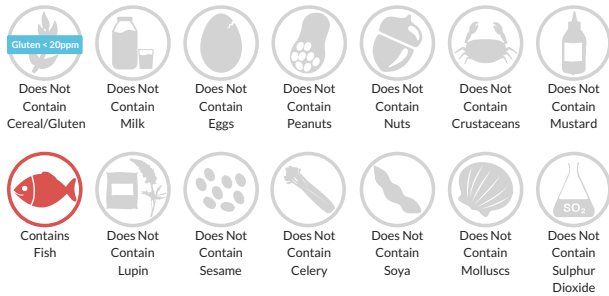 Gluten < 20ppm
Does Not
Contain
Cereal/Gluten
Does Not
Contain
Milk
Does Not
Contain
Eggs
Does Not
Contain
Peanuts
Does Not
Contain
Nuts
Does Not
Contain
Crustaceans
Does Not
Contain
Mustard
Contains
Fish
Does Not
Contain
Lupin
Does Not
Contain
Sesame
Does Not
Contain
Celery
Does Not
Contain
Soya
Does Not
Contain
Molluscs
SO₂
Does Not
Contain
Sulphur
Dioxide